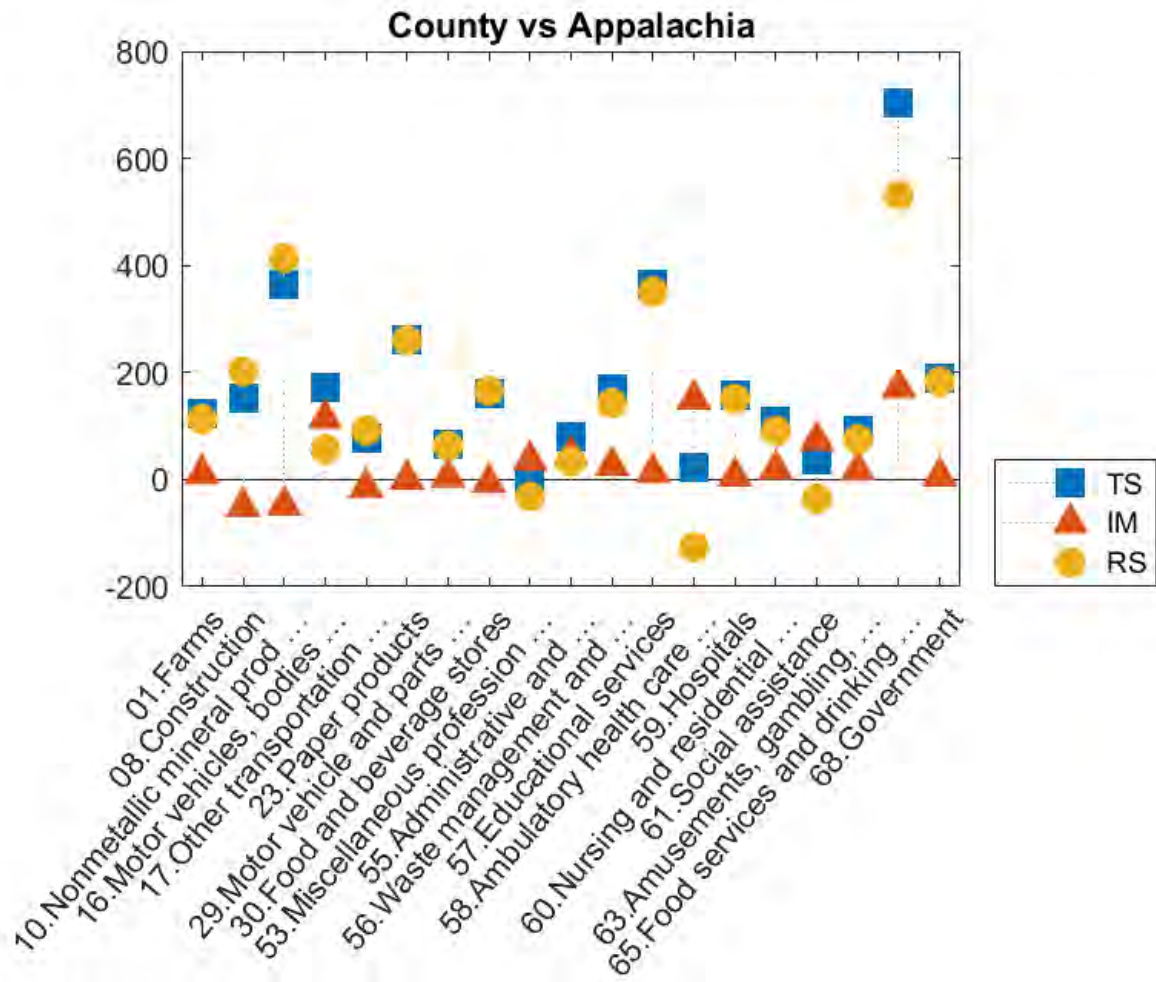 County vs Appalachia
800
600
400
200
0
-200
TS
IM
RS
01.Farms
08.Construction
10.Nonmetallic mineral prod ...
16.Motor vehicles, bodies ...
17.Other transportation ...
23.Paper products
29.Motor vehicle and parts ...
30.Food and beverage stores
53.Miscellaneous profession ...
55.Administrative and ...
56.Waste management and ...
57.Educational services
58.Ambulatory health care ...
59.Hospitals
60.Nursing and residential ...
61.Social assistance
63.Amusements, gambling, ...
65.Food services and drinking ...
68.Government